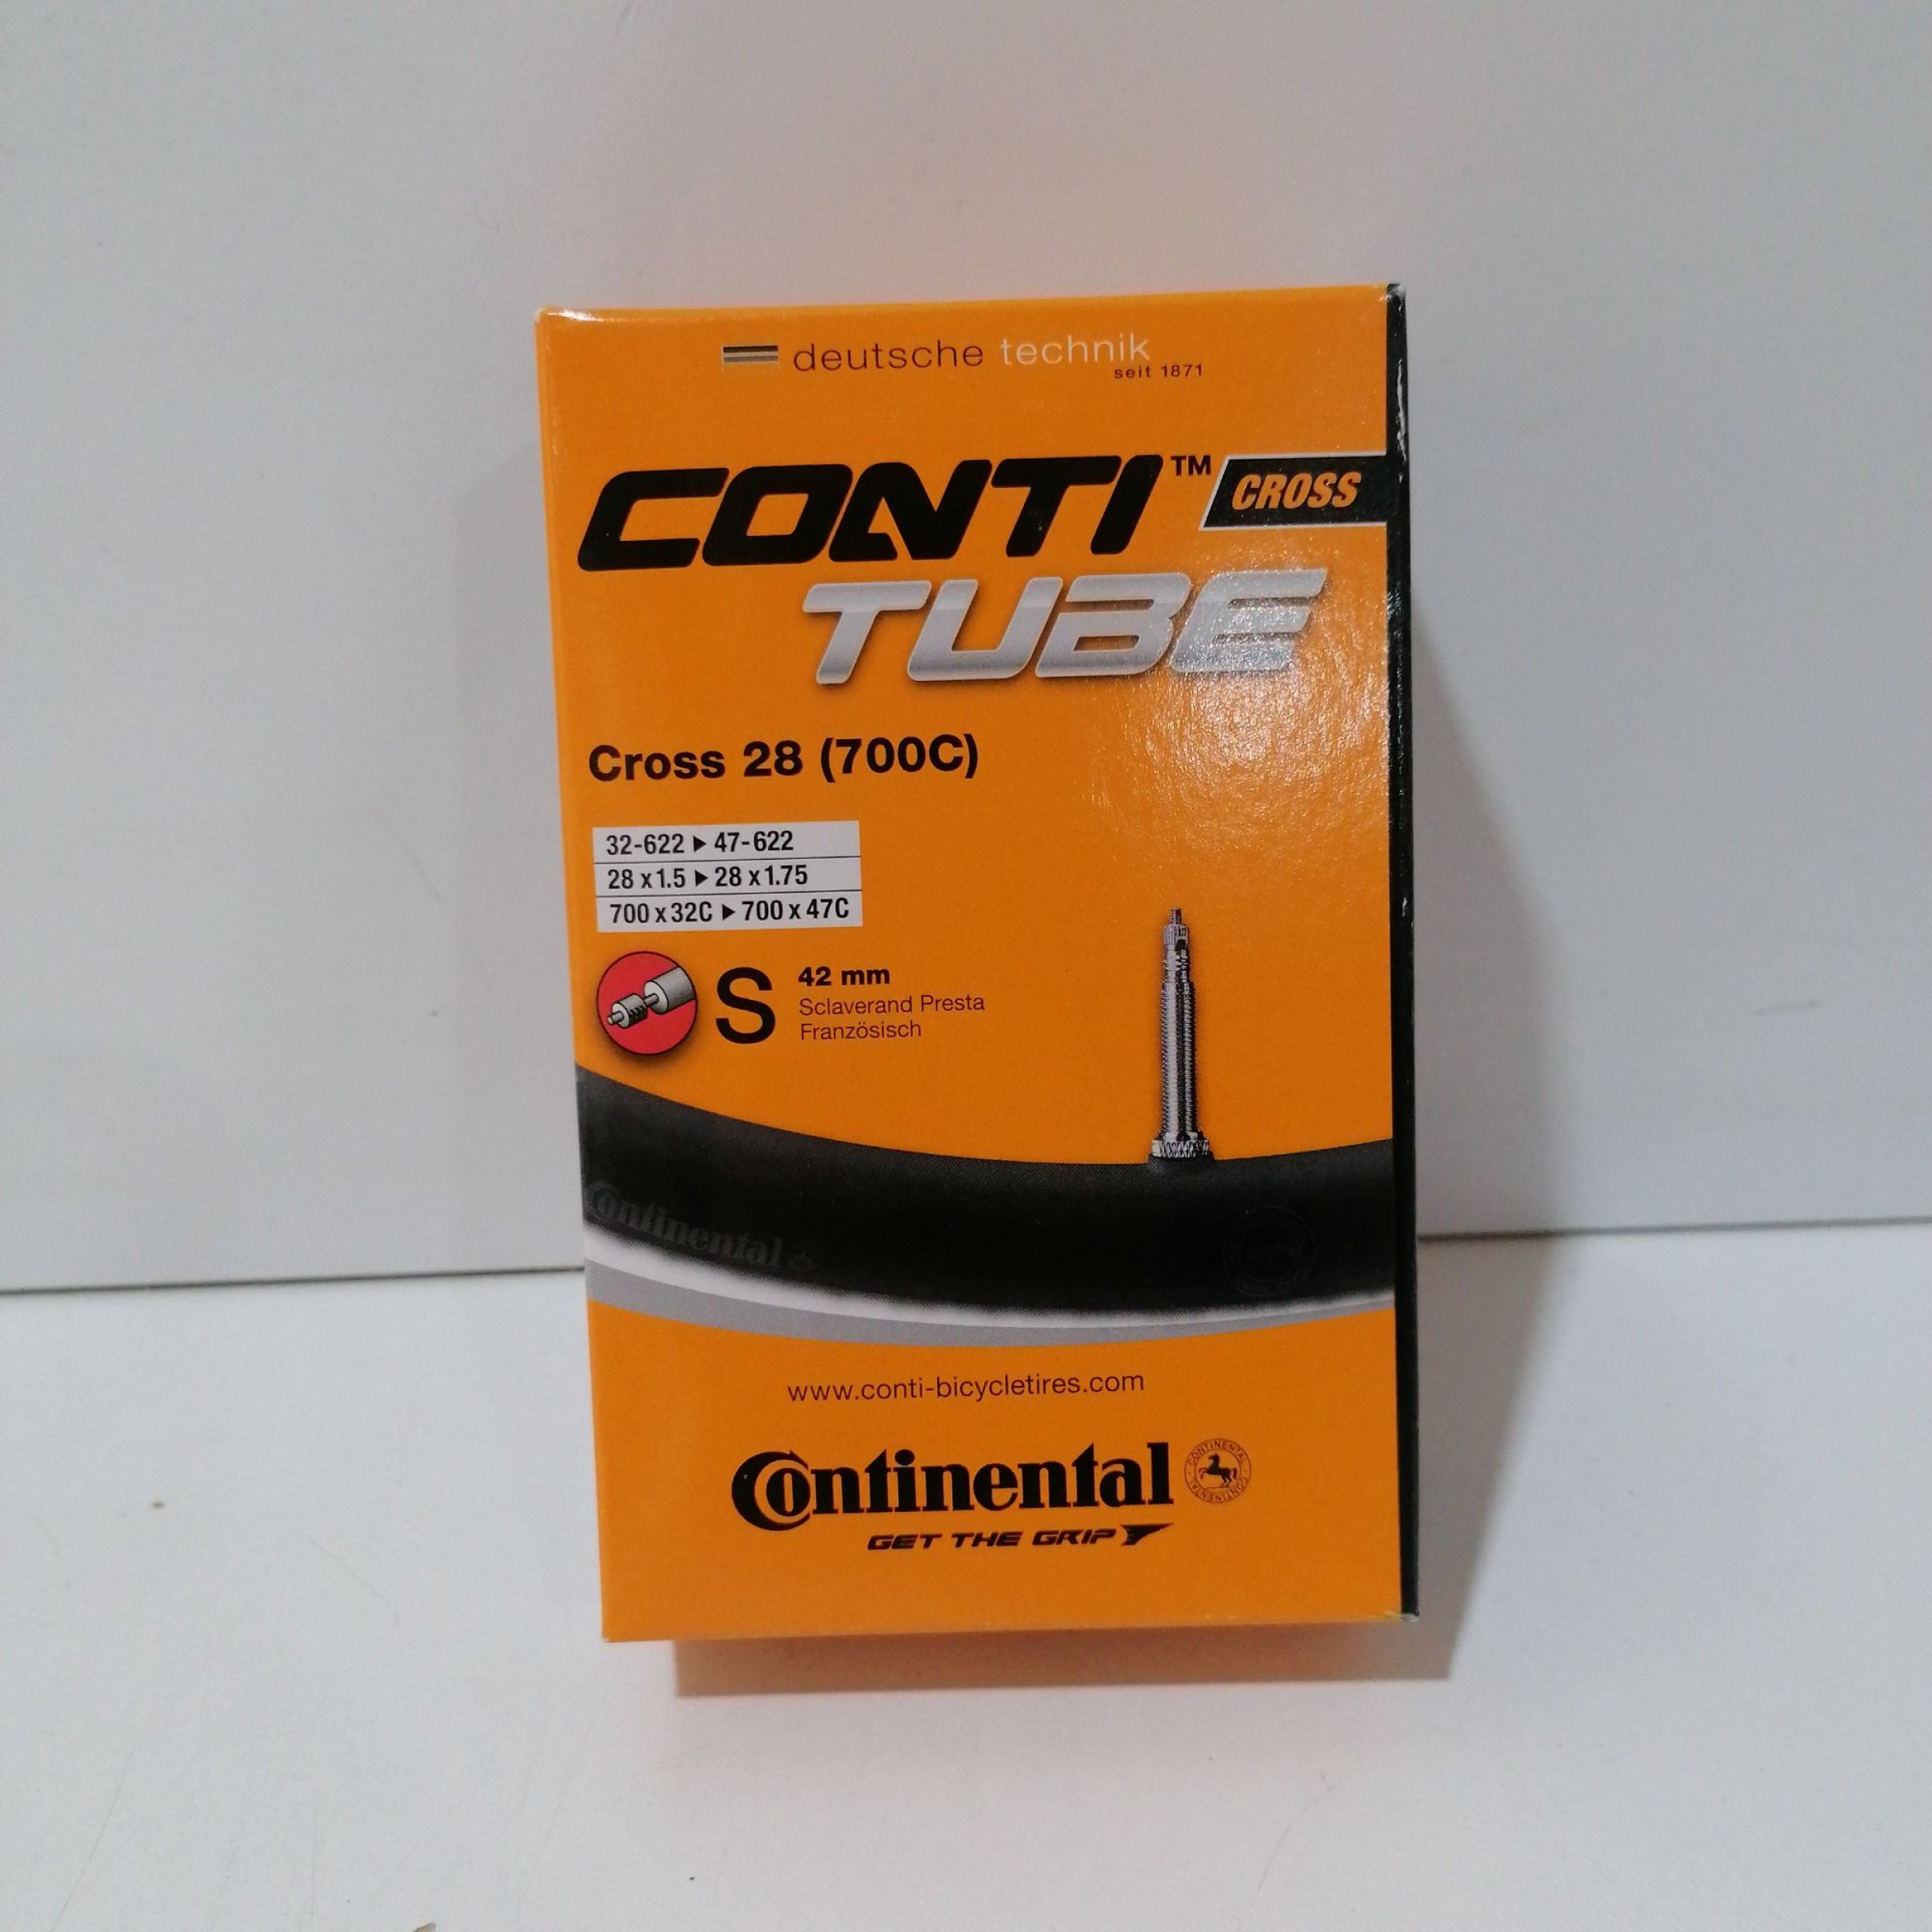 deutsche technik
seit 1871
CONTI™ CROSS
TUBE
Cross 28 (700C)
32-622 ▶ 47-622
28 x 1.5 ▶ 28 x 1.75
700 x 32C ▶ 700 x 47C
S 42 mm
Sclaverand Presta
Französisch
Continental
www.conti-bicycletires.com
Continental
CONTINENTAL CONTINENTAL
GET THE GRIP